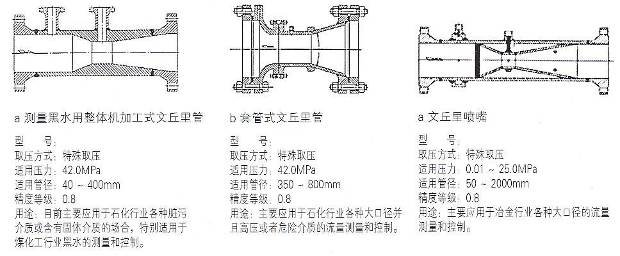 a 测量黑水用整体机加工式文丘里管
型 号:
取压方式: 特殊取压
适用压力: 42.0MPa
适用管径: 40 ~ 400mm
精度等级: 0.8
用途: 目前主要应用于石化行业各种脏污
介质或含有固体介质的场合，特别适用于
煤化工行业黑水的测量和控制。
b 套管式文丘里管
型 号:
取压方式: 特殊取压
适用压力: 42.0MPa
适用管径: 350 ~ 800mm
精度等级: 0.8
用途: 主要应用于石化行业各种大口径并
且高压或者危险介质的流量测量和控制。
a 文丘里喷嘴
型 号:
取压方式: 特殊取压
适用压力: 0.01 ~ 25.0MPa
适用管径: 50 ~ 2000mm
精度等级: 0.8
用途: 主要应用于冶金行业各种大口径的流量
测量和控制。